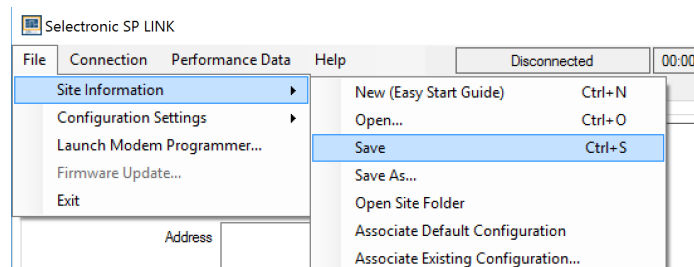 Selectronic SP LINK
File Connection Performance Data Help Disconnected 00:00
Site Information
Configuration Settings
Launch Modem Programmer...
Firmware Update...
Exit
New (Easy Start Guide) Ctrl+N
Open... Ctrl+O
Save Ctrl+S
Save As...
Open Site Folder
Associate Default Configuration
Associate Existing Configuration...
Address